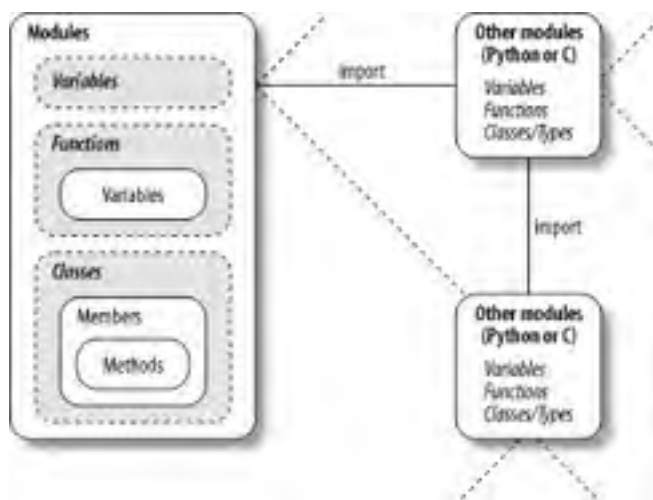 Modules
Variables
Functions
Variables
Classes
Members
Methods
import
Other modules
(Python or C)
Variables
Functions
Classes/Types
import
Other modules
(Python or C)
Variables
Functions
Classes/Types